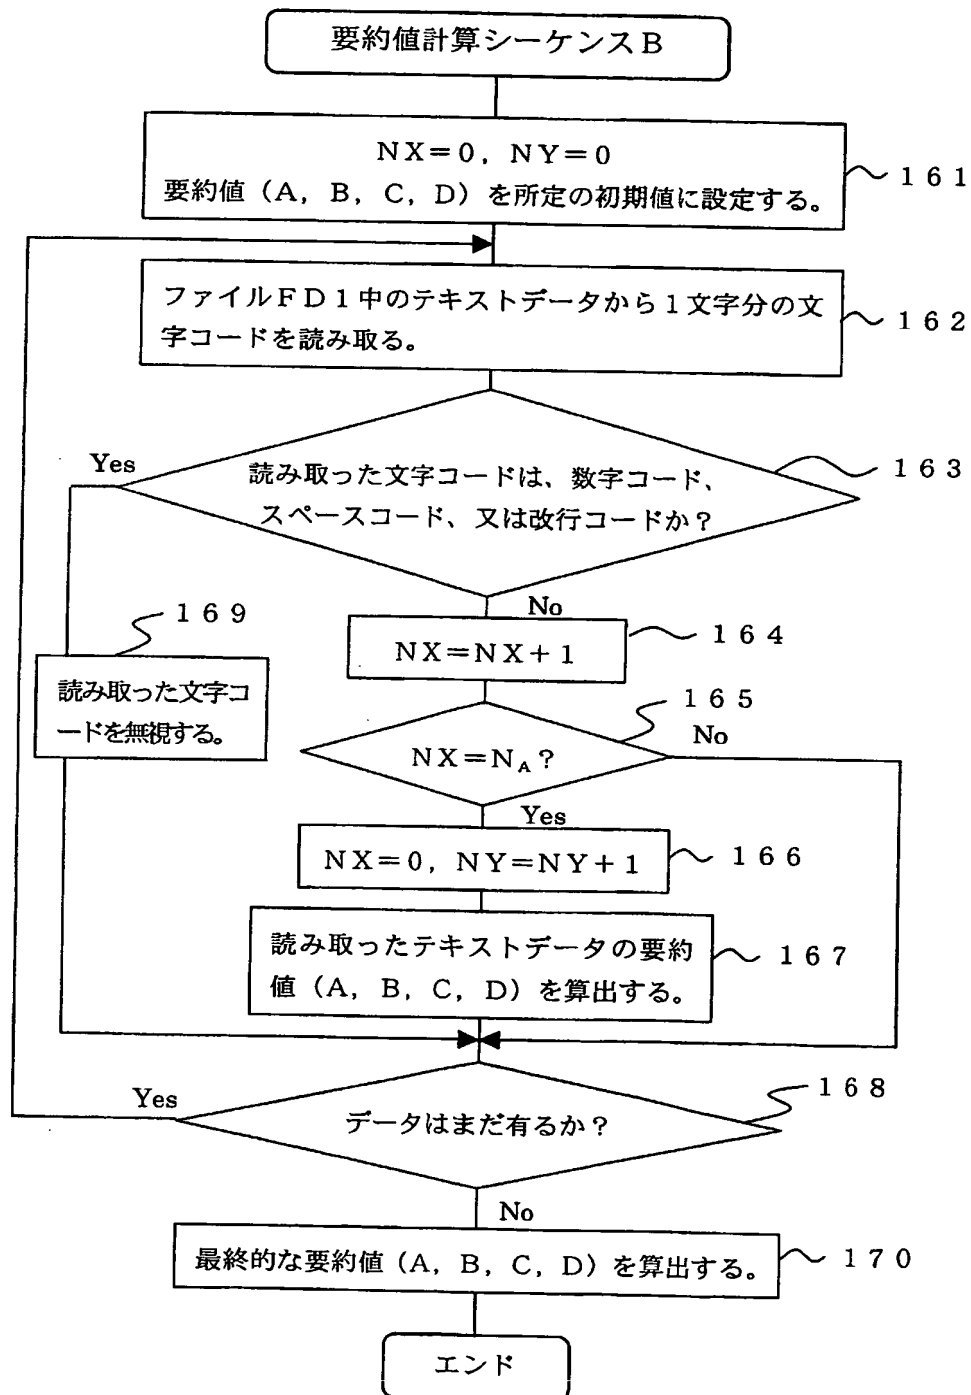 要約値計算シーケンスB
NX=0, NY=0
要約値(A, B, C, D)を所定の初期値に設定する。
161
ファイルFD1中のテキストデータから1文字分の文
字コードを読み取る。
162
読み取った文字コードは、数字コード、
スペースコード、又は改行コードか?
163
Yes
No
169
読み取った文字コ
ードを無視する。
NX=NX+1
164
NX=N_A?
165
No
Yes
NX=0, NY=NY+1
166
読み取ったテキストデータの要約
値(A, B, C, D)を算出する。
167
データはまだ有るか?
168
Yes
No
最終的な要約値(A, B, C, D)を算出する。
170
エンド